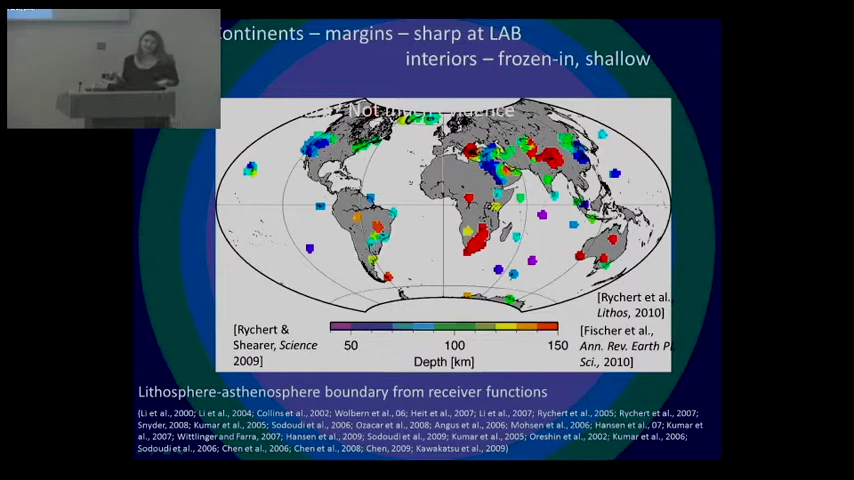 Continents – margins – sharp at LAB
interiors – frozen-in, shallow
Not much evidence
[Rychert et al.,
Lithos, 2010]
[Rychert &
Shearer, Science
2009]
[Fischer et al.,
Ann. Rev. Earth Pl.
Sci., 2010]
50 100 150
Depth [km]
Lithosphere-asthenosphere boundary from receiver functions
(Li et al., 2000; Li et al., 2004; Collins et al., 2002; Wolbern et al., 06; Heit et al., 2007; Li et al., 2007; Rychert et al., 2005; Rychert et al., 2007;
Snyder, 2008; Kumar et al., 2005; Sodoudi et al., 2006; Ozacar et al., 2008; Angus et al., 2006; Mohsen et al., 2006; Hansen et al., 07; Kumar et
al., 2007; Wittlinger and Farra, 2007; Hansen et al., 2009; Sodoudi et al., 2009; Kumar et al., 2005; Oreshin et al., 2002; Kumar et al., 2006;
Sodoudi et al., 2006; Chen et al., 2006; Chen et al., 2008; Chen, 2009; Kawakatsu et al., 2009)